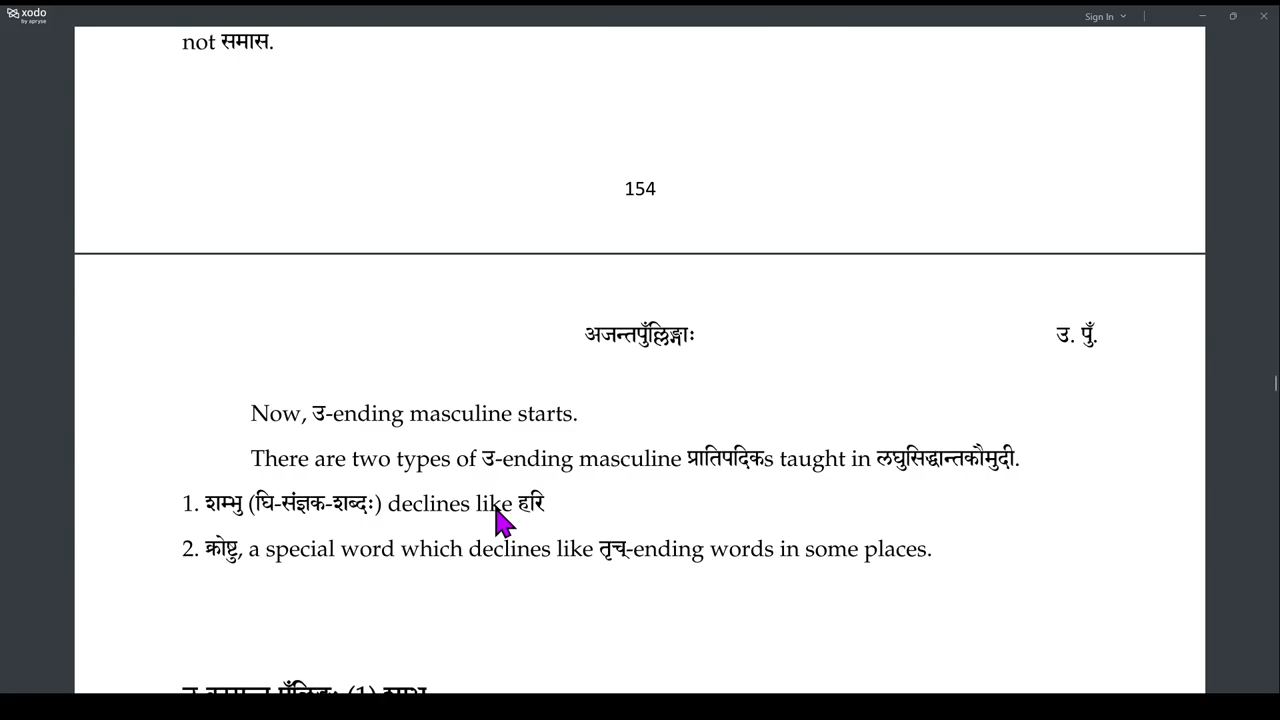 xodo
by apryse
Sign In
not समास.
154
अजन्तपुँल्लिङ्गाः
उ. पुँ.
Now, उ-ending masculine starts.
There are two types of उ-ending masculine प्रातिपदिकs taught in लघुसिद्धान्तकौमुदी.
1. शम्भु (घि-संज्ञक-शब्दः) declines like हरि
2. क्रोष्टु, a special word which declines like तृच्-ending words in some places.